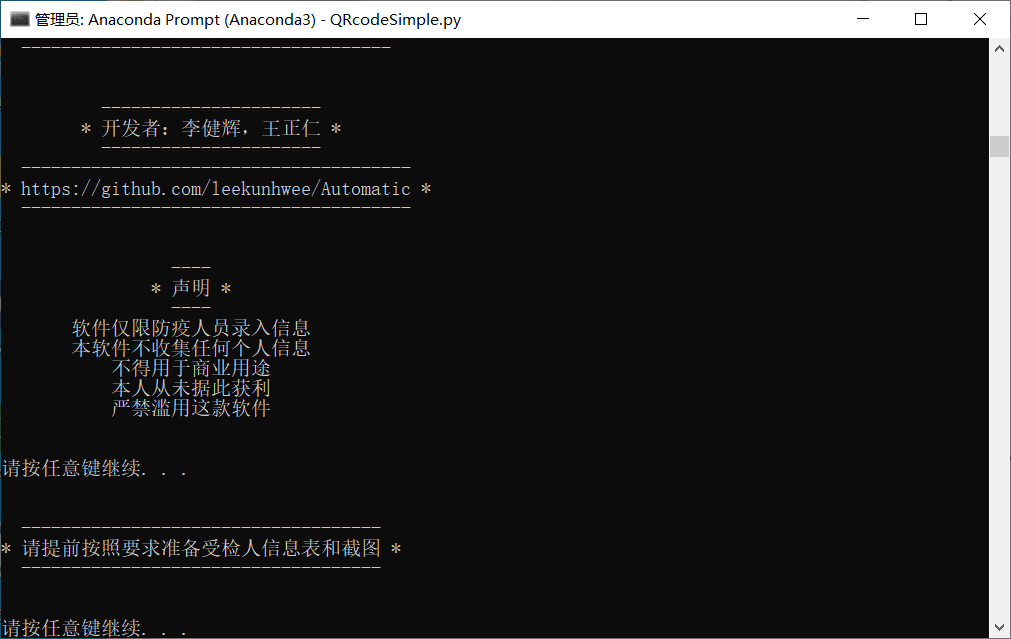 管理员: Anaconda Prompt (Anaconda3) - QRcodeSimple.py
-------------------------------------
----------------------
* 开发者：李健辉，王正仁 *
----------------------
---------------------------------------
* https://github.com/leekunhwee/Automatic *
---------------------------------------
----
* 声明 *
----
软件仅限防疫人员录入信息
本软件不收集任何个人信息
不得用于商业用途
本人从未据此获利
严禁滥用这款软件
请按任意键继续. . .
------------------------------------
* 请提前按照要求准备受检人信息表和截图 *
------------------------------------
请按任意键继续. . .